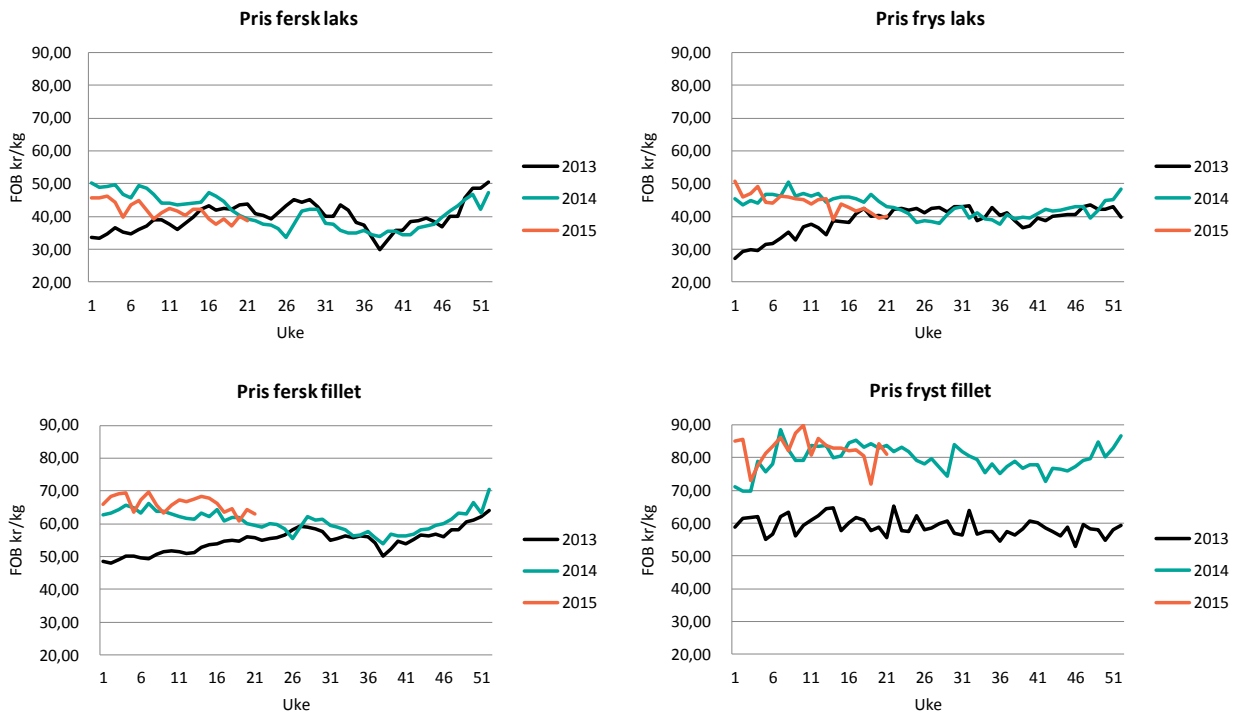 Pris fersk laks
90,00
80,00
70,00
60,00
50,00
40,00
30,00
20,00
FOB kr/kg
1 6 11 16 21 26 31 36 41 46 51
Uke
2013
2014
2015
Pris frys laks
90,00
80,00
70,00
60,00
50,00
40,00
30,00
20,00
FOB kr/kg
1 6 11 16 21 26 31 36 41 46 51
Uke
2013
2014
2015
Pris fersk fillet
90,00
80,00
70,00
60,00
50,00
40,00
30,00
20,00
FOB kr/kg
1 6 11 16 21 26 31 36 41 46 51
Uke
2013
2014
2015
Pris fryst fillet
90,00
80,00
70,00
60,00
50,00
40,00
30,00
20,00
FOB kr/kg
1 6 11 16 21 26 31 36 41 46 51
Uke
2013
2014
2015